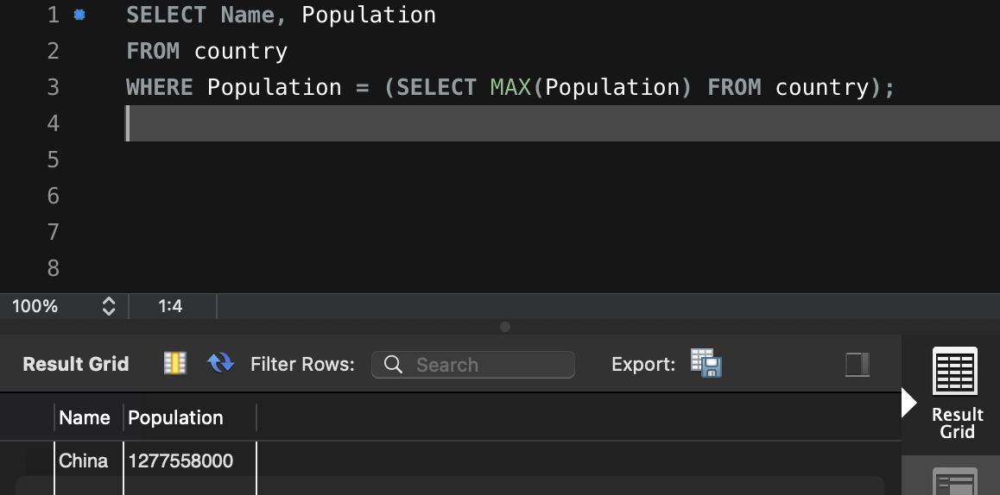 1 SELECT Name, Population
2 FROM country
3 WHERE Population = (SELECT MAX(Population) FROM country);
4
5
6
7
8
100% 1:4
Result Grid Filter Rows: Search Export:
Result
Grid
Name Population
China 1277558000